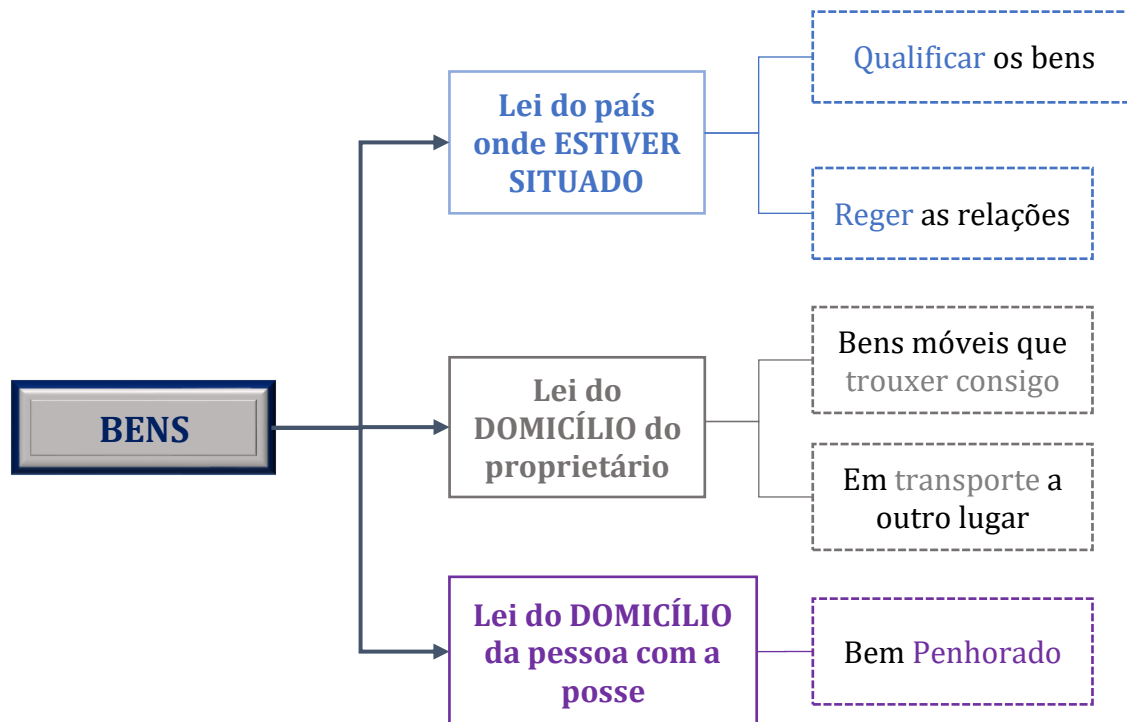 BENS
Lei do país
onde ESTIVER
SITUADO
Qualificar os bens
Reger as relações
Lei do
DOMICÍLIO do
proprietário
Bens móveis que
trouxer consigo
Em transporte a
outro lugar
Lei do DOMICÍLIO
da pessoa com a
posse
Bem Penhorado